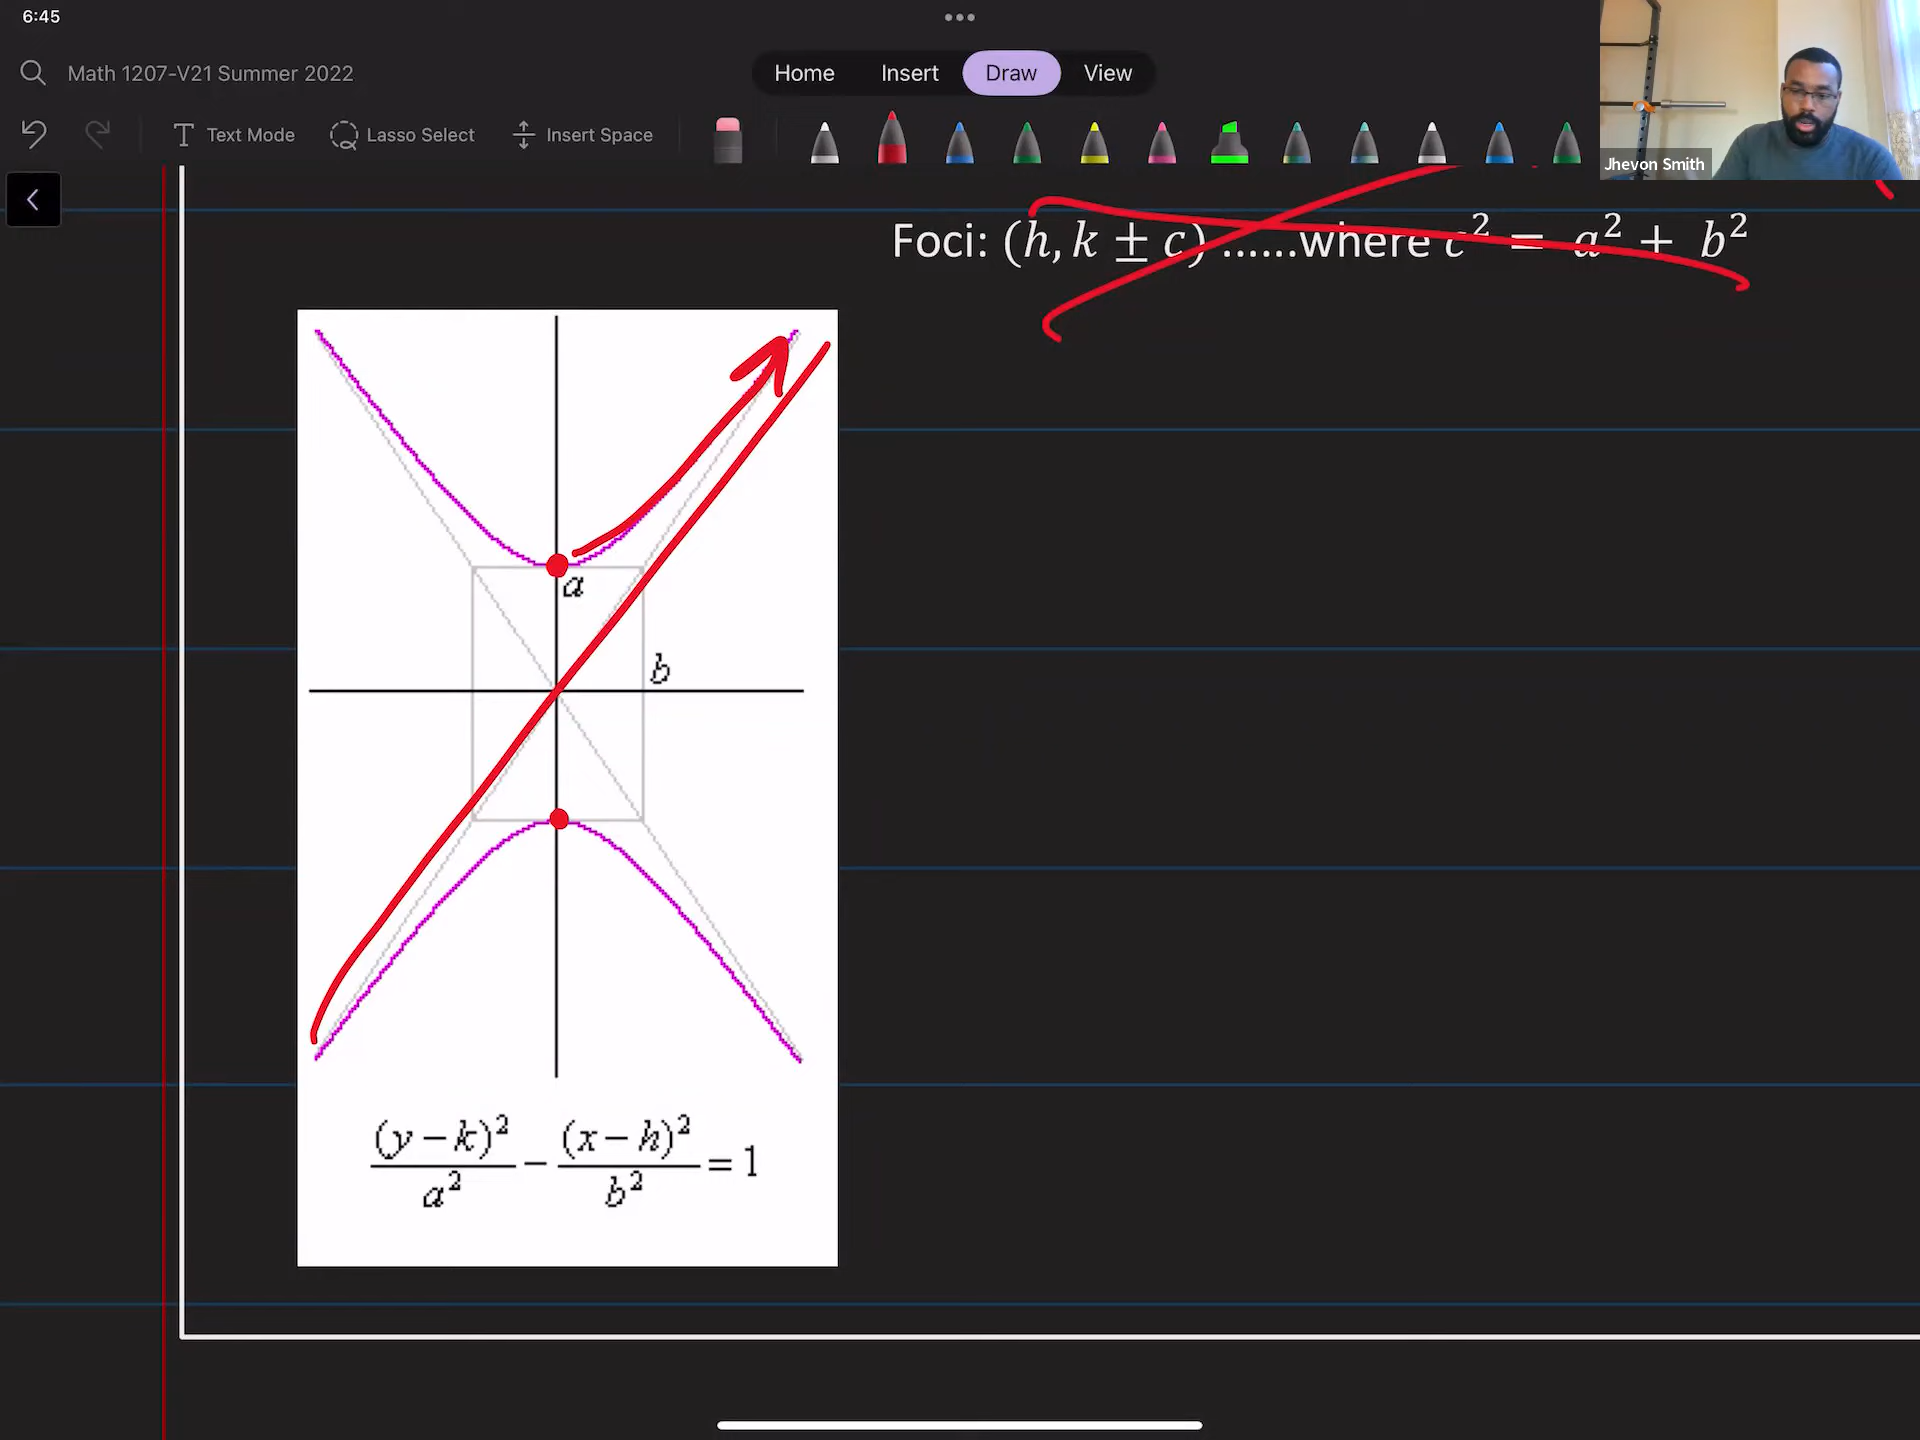 6:45
Math 1207-V21 Summer 2022
Home Insert Draw View
Text Mode Lasso Select Insert Space
Jhevon Smith
Foci: (h, k ± c) ......where c² = a² + b²
a
b
(y − k)²/a² − (x − h)²/b² = 1